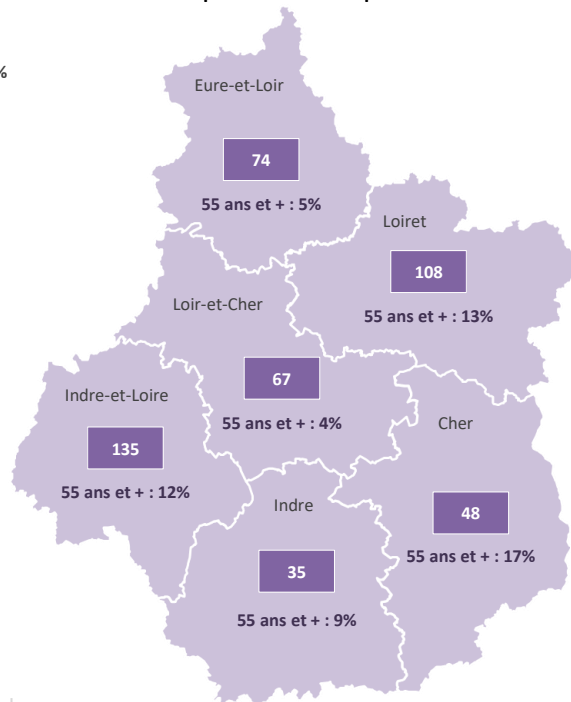 %
Eure-et-Loir
74
55 ans et + : 5%
Loiret
108
55 ans et + : 13%
Loir-et-Cher
67
55 ans et + : 4%
Indre-et-Loire
135
55 ans et + : 12%
Cher
48
55 ans et + : 17%
Indre
35
55 ans et + : 9%